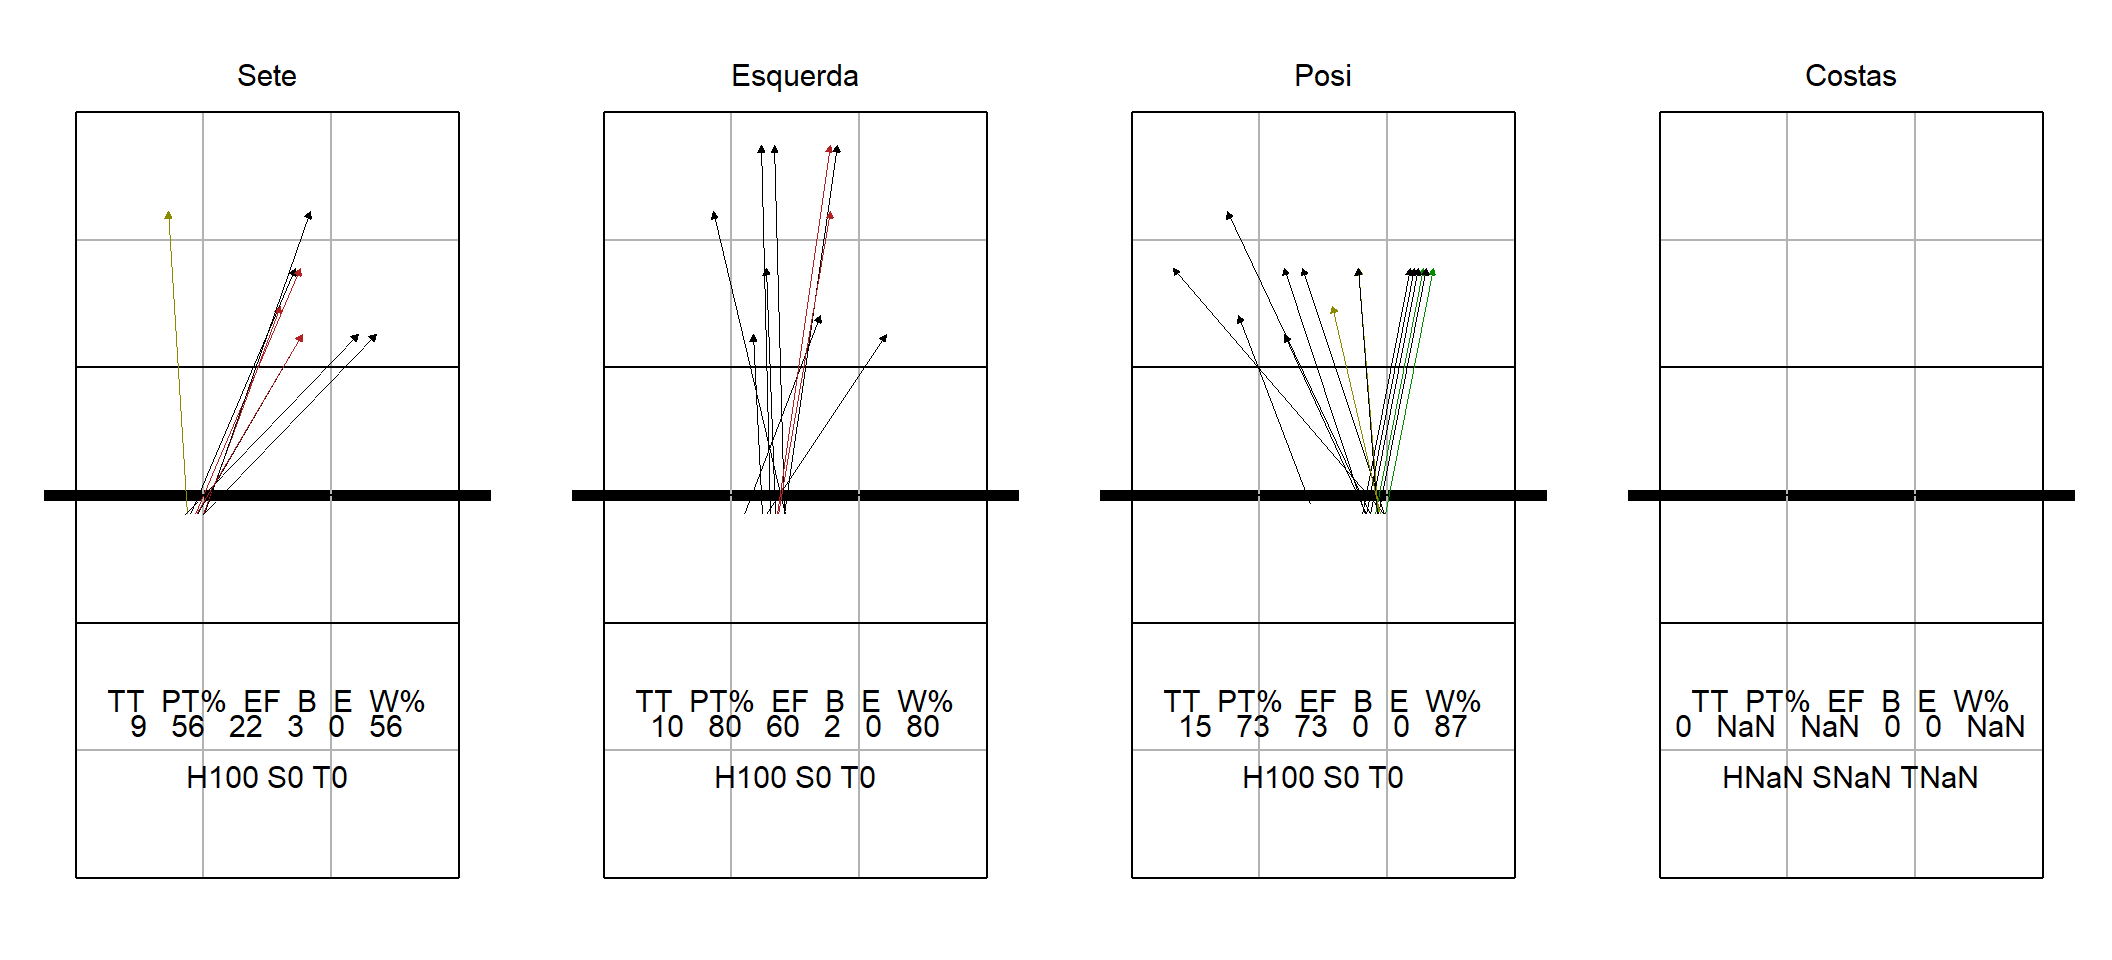 Sete
TT PT% EF B E W%
9 56 22 3 0 56
H100 S0 T0
Esquerda
TT PT% EF B E W%
10 80 60 2 0 80
H100 S0 T0
Posi
TT PT% EF B E W%
15 73 73 0 0 87
H100 S0 T0
Costas
TT PT% EF B E W%
0 NaN NaN 0 0 NaN
HNaN SNaN TNaN